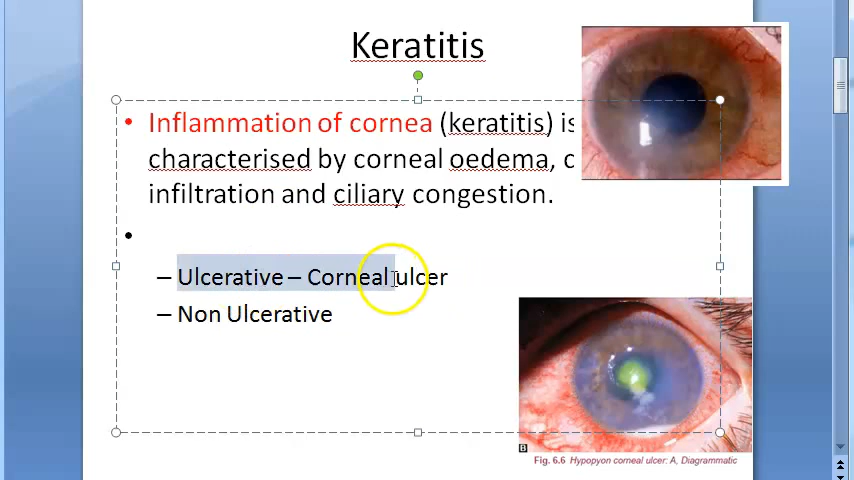 Keratitis
• Inflammation of cornea (keratitis) is
characterised by corneal oedema, c
infiltration and ciliary congestion.
•
– Ulcerative – Corneal ulcer
– Non Ulcerative
B
Fig. 6.6 Hypopyon corneal ulcer: A, Diagrammatic